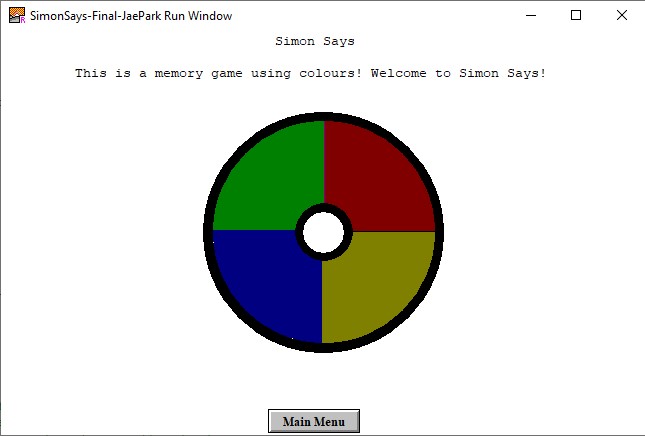 SimonSays-Final-JaePark Run Window
Simon Says
This is a memory game using colours! Welcome to Simon Says!
Main Menu